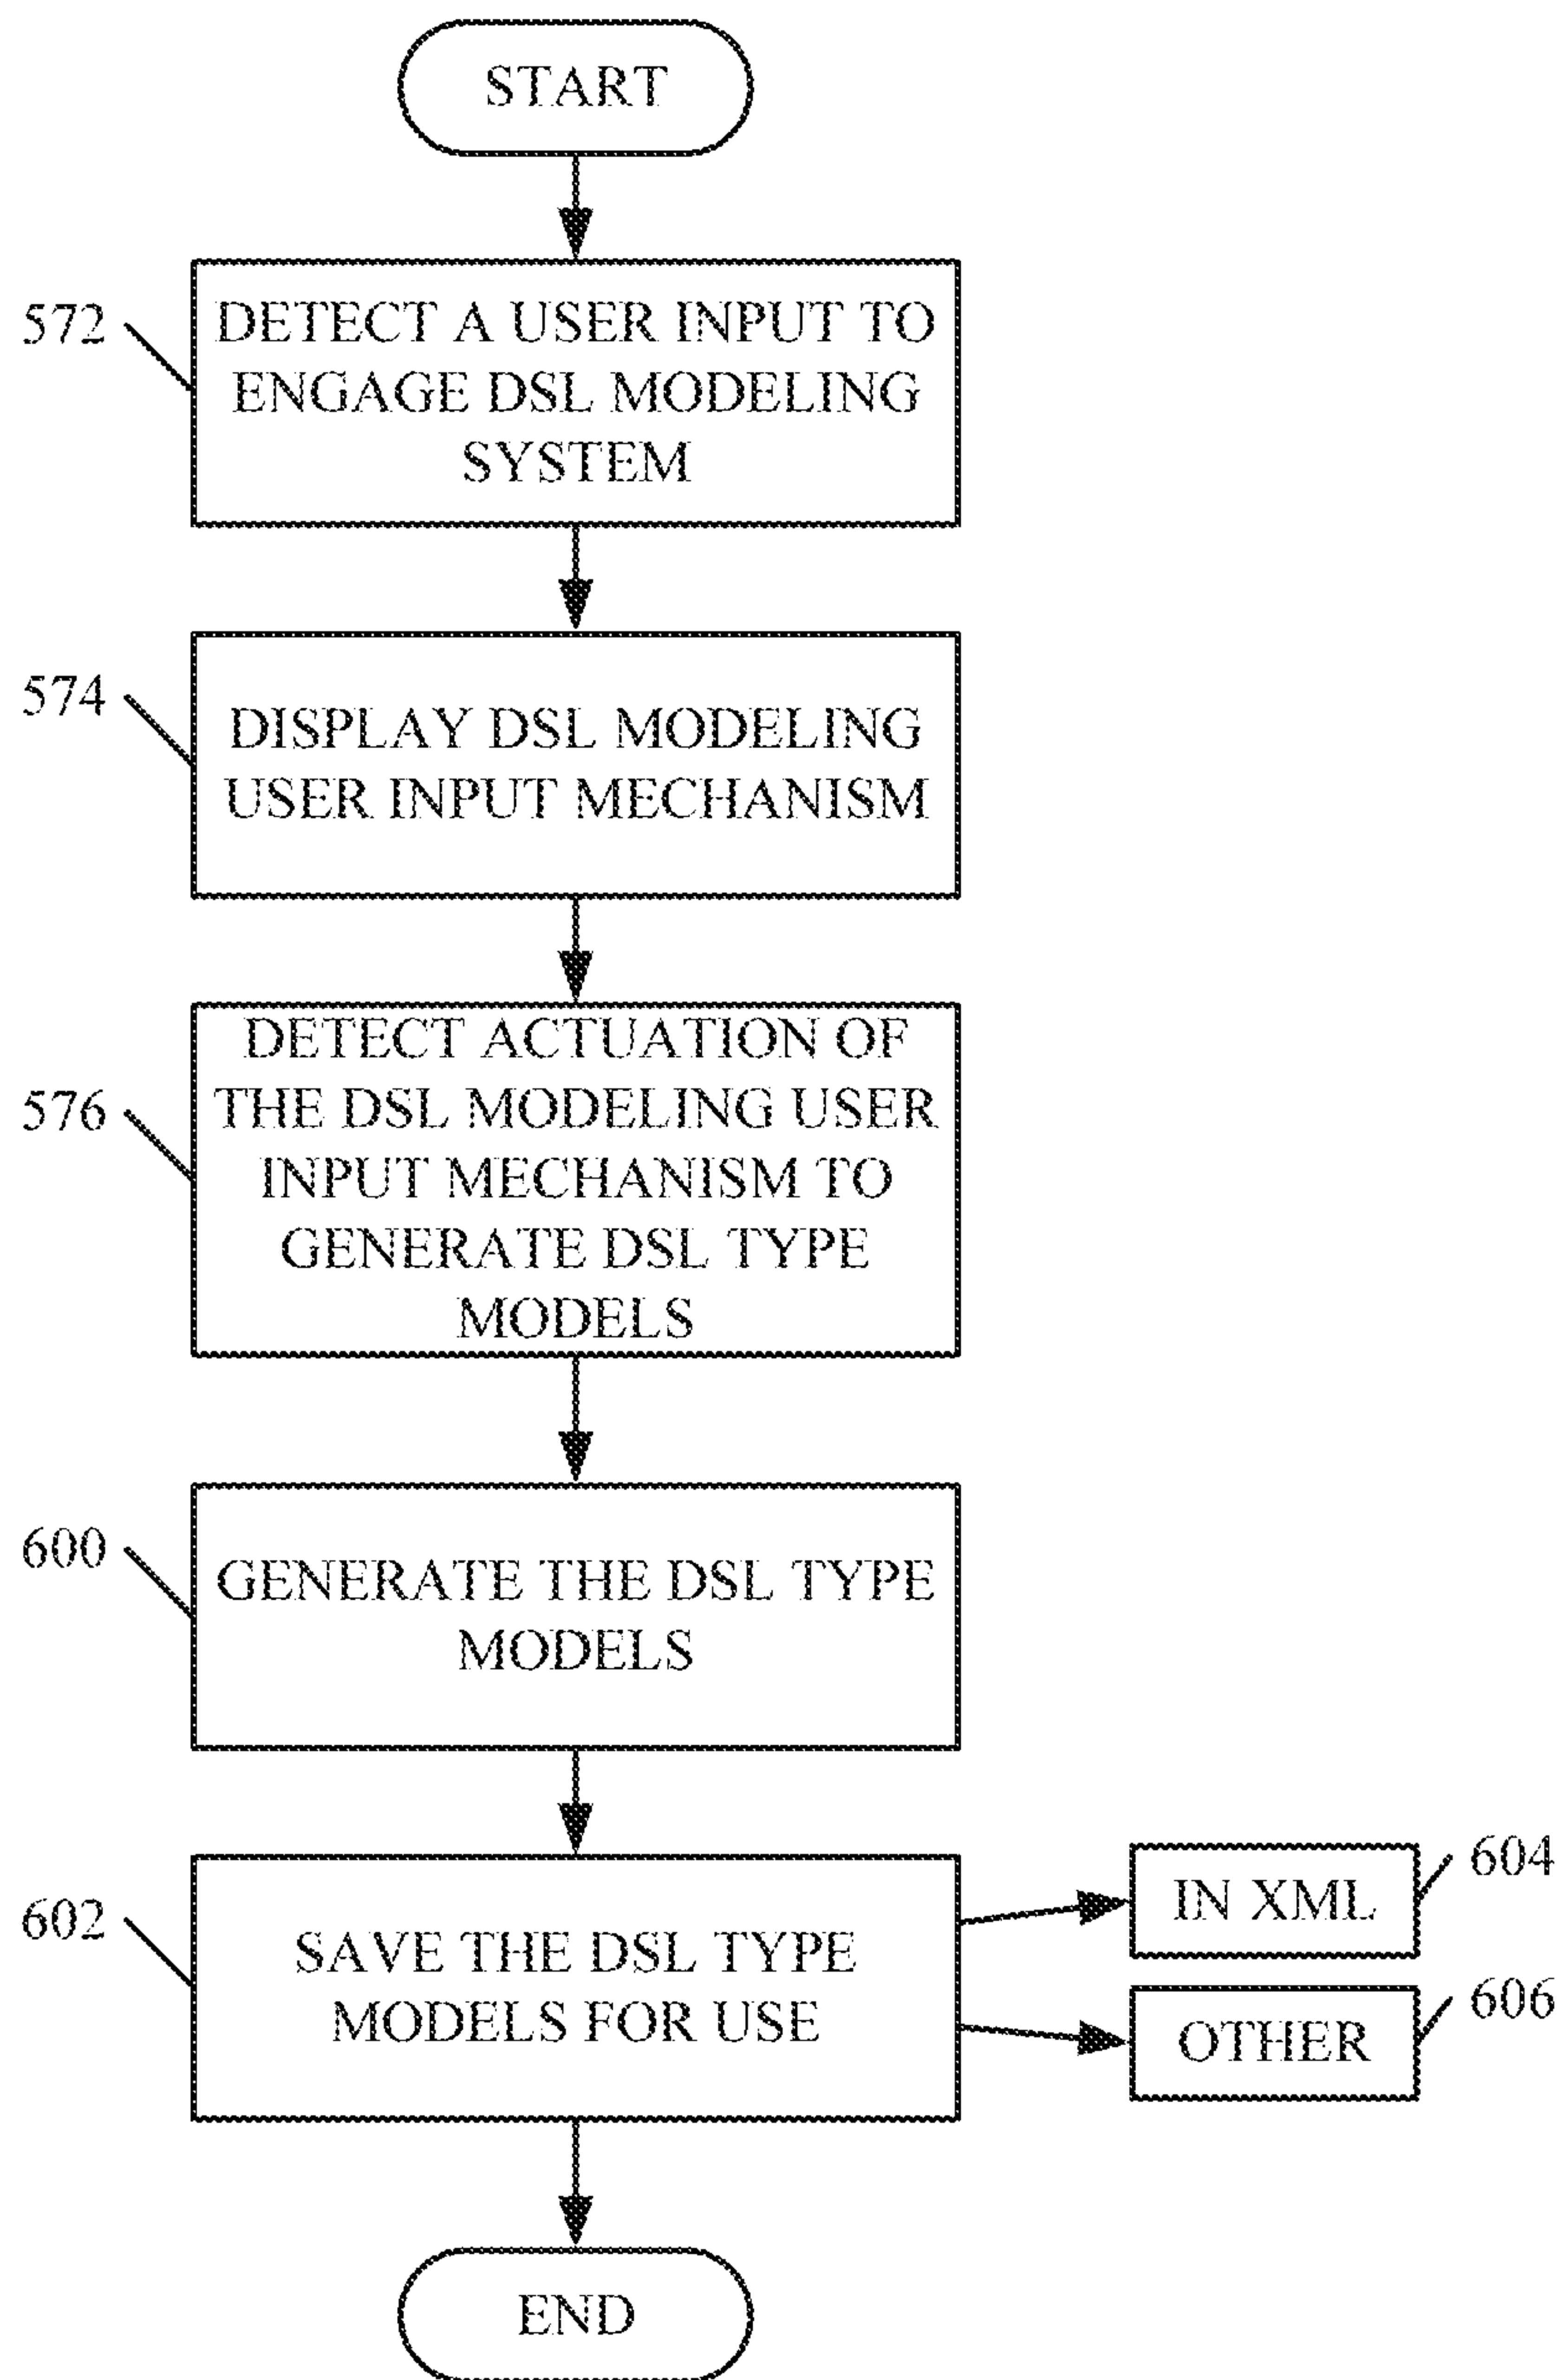 START
572
DETECT A USER INPUT TO
ENGAGE DSL MODELING
SYSTEM
574
DISPLAY DSL MODELING
USER INPUT MECHANISM
576
DETECT ACTUATION OF
THE DSL MODELING USER
INPUT MECHANISM TO
GENERATE DSL TYPE
MODELS
600
GENERATE THE DSL TYPE
MODELS
602
SAVE THE DSL TYPE
MODELS FOR USE
IN XML
604
OTHER
606
END